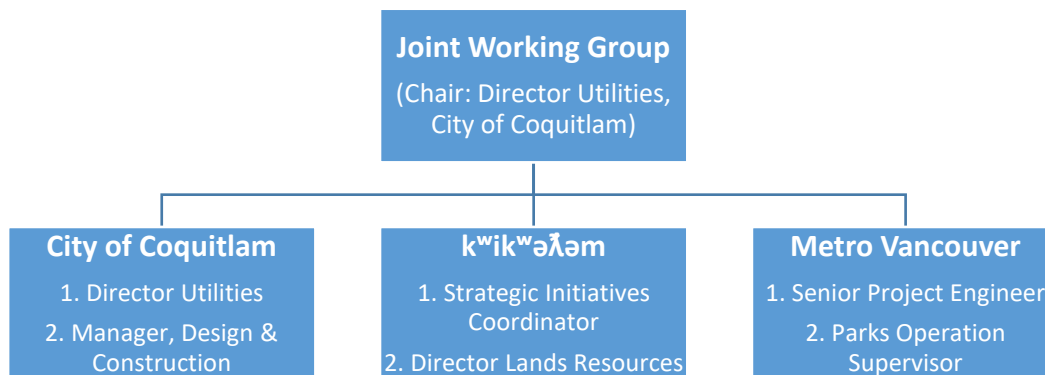 Joint Working Group
(Chair: Director Utilities,
City of Coquitlam)
City of Coquitlam
1. Director Utilities
2. Manager, Design &
Construction
kʷikʷəƛ̓əm
1. Strategic Initiatives
Coordinator
2. Director Lands Resources
Metro Vancouver
1. Senior Project Engineer
2. Parks Operation
Supervisor